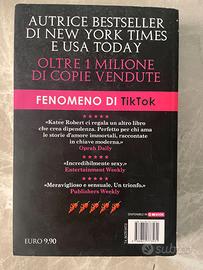 AUTRICE BESTSELLER
DI NEW YORK TIMES
E USA TODAY
OLTRE 1 MILIONE
DI COPIE VENDUTE
FENOMENO DI TikTok
★★★★★
«Katee Robert ci regala un altro libro
che crea dipendenza. Perfetto per chi ama
le storie d'amore immortali, raccontate
in chiave moderna.»
Oprah Daily
★★★★★
«Incredibilmente sexy.»
Entertainment Weekly
★★★★★
«Meraviglioso e sensuale. Un trionfo.»
Publishers Weekly
DISPONIBILE IN
EURO 9,90
Subito